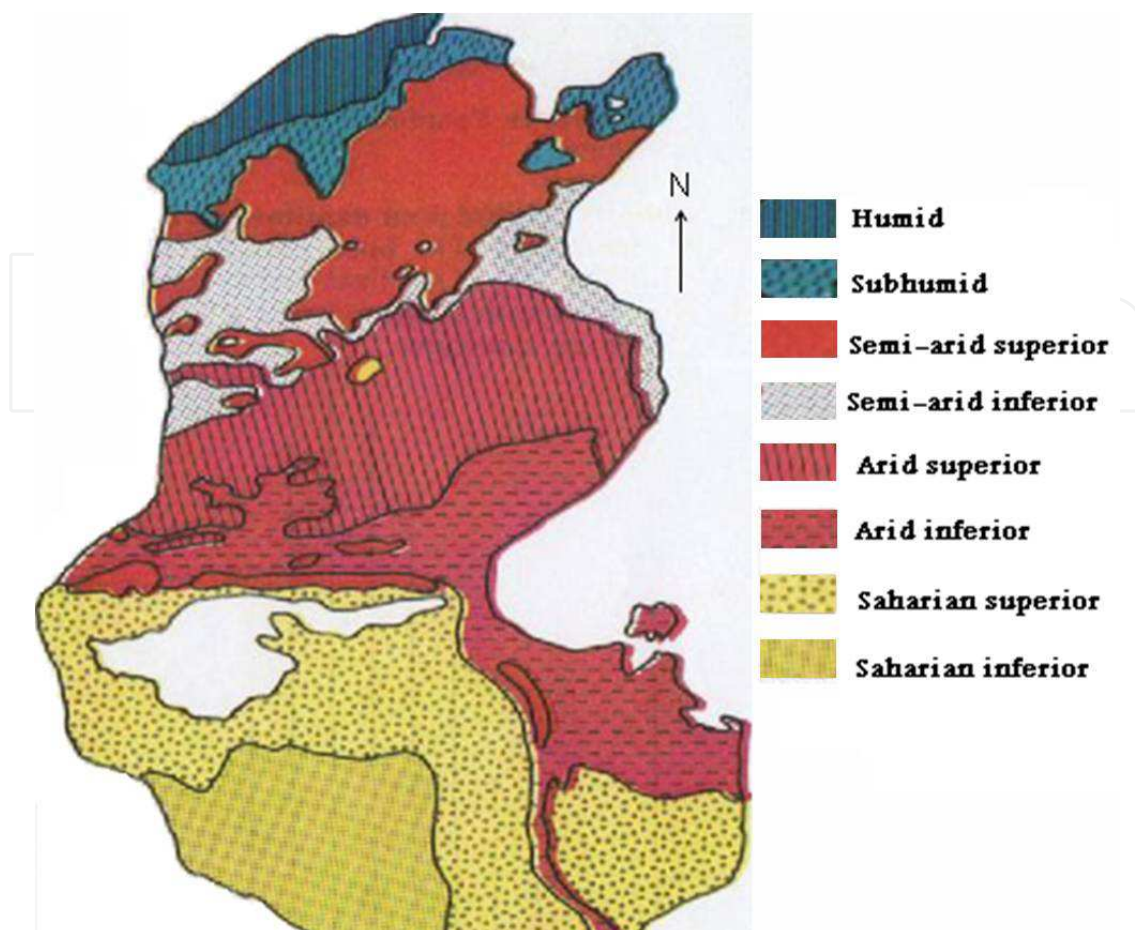 N
Humid
Subhumid
Semi-arid superior
Semi-arid inferior
Arid superior
Arid inferior
Saharian superior
Saharian inferior